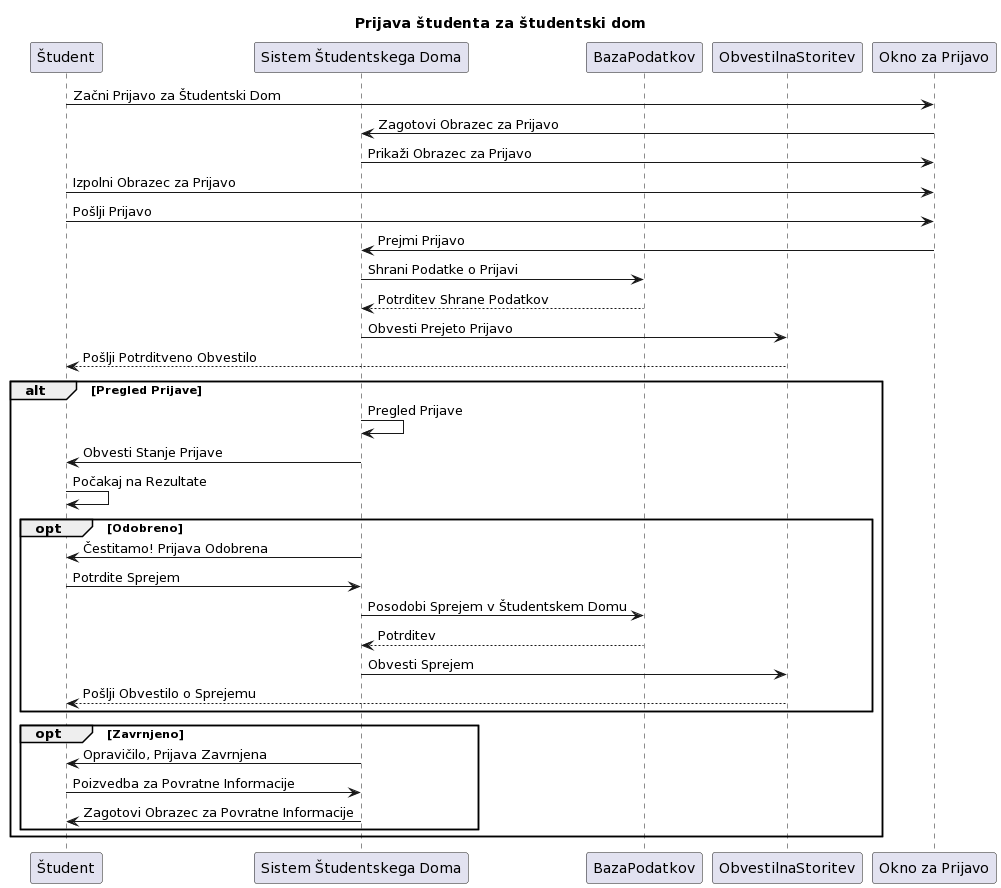 Prijava študenta za študentski dom
Študent
Sistem Študentskega Doma
BazaPodatkov
ObvestilnaStoritev
Okno za Prijavo
Začni Prijavo za Študentski Dom
Zagotovi Obrazec za Prijavo
Prikaži Obrazec za Prijavo
Izpolni Obrazec za Prijavo
Pošlji Prijavo
Prejmi Prijavo
Shrani Podatke o Prijavi
Potrditev Shrane Podatkov
Obvesti Prejeto Prijavo
Pošlji Potrditveno Obvestilo
alt [Pregled Prijave]
Pregled Prijave
Obvesti Stanje Prijave
Počakaj na Rezultate
opt [Odobreno]
Čestitamo! Prijava Odobrena
Potrdite Sprejem
Posodobi Sprejem v Študentskem Domu
Potrditev
Obvesti Sprejem
Pošlji Obvestilo o Sprejemu
opt [Zavrnjeno]
Opravičilo, Prijava Zavrnjena
Poizvedba za Povratne Informacije
Zagotovi Obrazec za Povratne Informacije
Študent
Sistem Študentskega Doma
BazaPodatkov
ObvestilnaStoritev
Okno za Prijavo